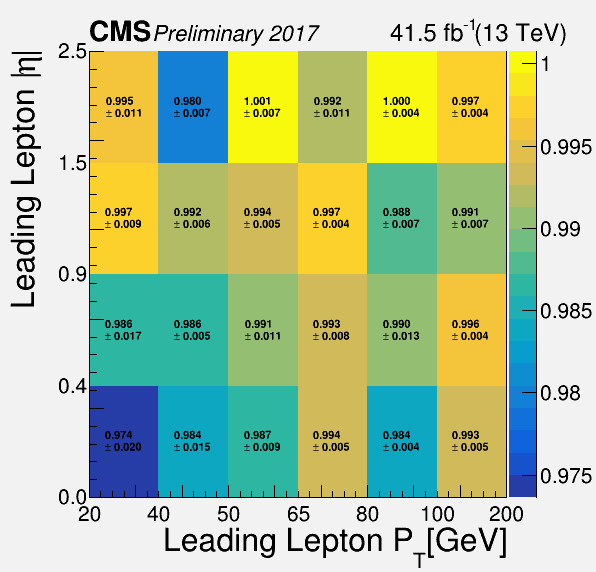 CMS Preliminary 2017 41.5 fb⁻¹(13 TeV)
Leading Lepton |η|
2.5
1.5
0.9
0.4
0.0
0.995 0.980 1.001 0.992 1.000 0.997
± 0.011 ± 0.007 ± 0.007 ± 0.011 ± 0.004 ± 0.004
0.997 0.992 0.994 0.997 0.988 0.991
± 0.009 ± 0.006 ± 0.005 ± 0.004 ± 0.007 ± 0.007
0.986 0.986 0.991 0.993 0.990 0.996
± 0.017 ± 0.005 ± 0.011 ± 0.008 ± 0.013 ± 0.004
0.974 0.984 0.987 0.994 0.984 0.993
± 0.020 ± 0.015 ± 0.009 ± 0.005 ± 0.004 ± 0.005
20 40 50 65 80 100 200
Leading Lepton P_T[GeV]
1
0.995
0.99
0.985
0.98
0.975